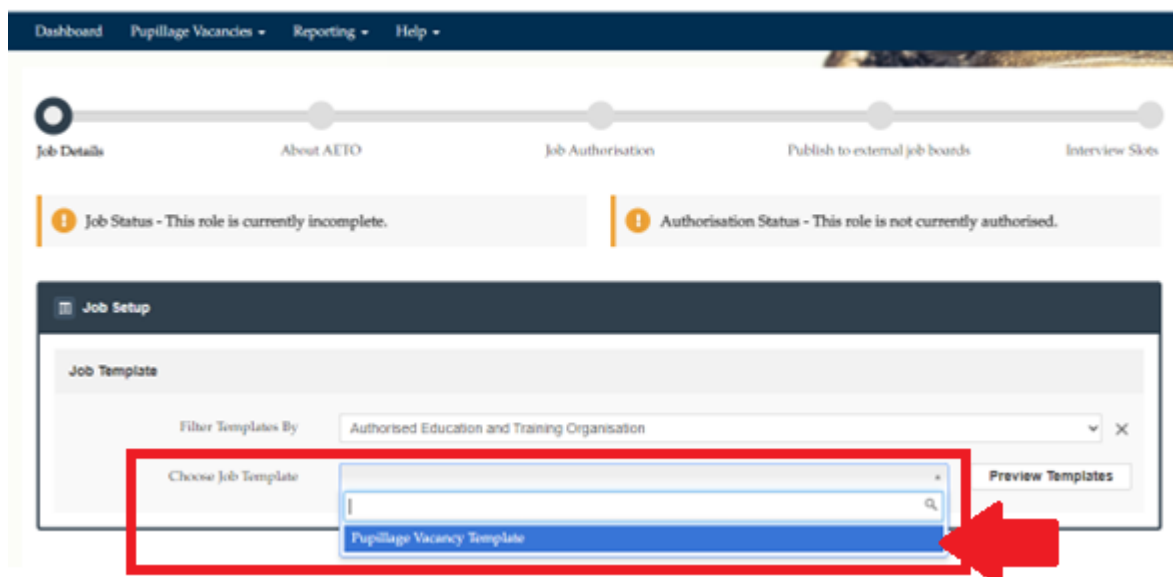 Dashboard Pupillage Vacancies Reporting Help
Job Details About AETO Job Authorisation Publish to external job boards Interview Slots
Job Status - This role is currently incomplete. Authorisation Status - This role is not currently authorised.
Job Setup
Job Template
Filter Templates By Authorised Education and Training Organisation
Choose Job Template Preview Templates
Pupillage Vacancy Template